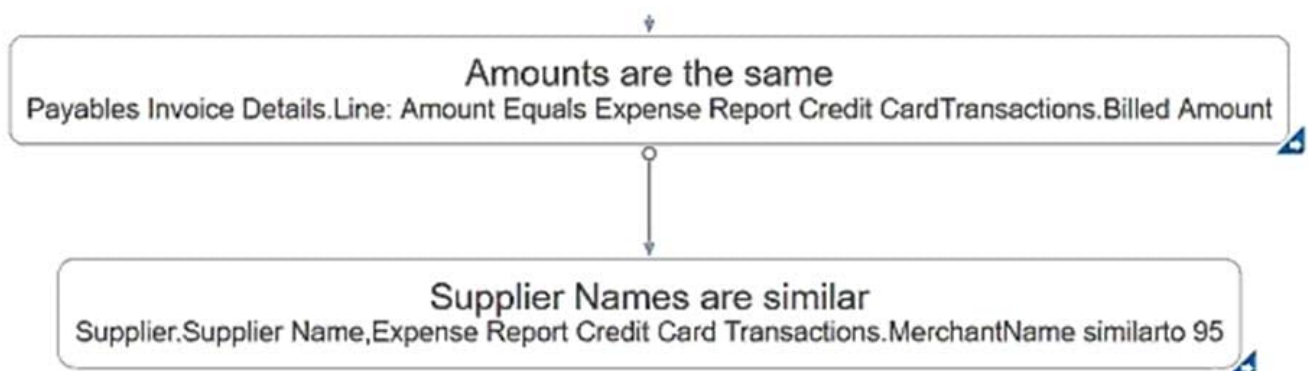 Amounts are the same
Payables Invoice Details.Line: Amount Equals Expense Report Credit CardTransactions.Billed Amount
Supplier Names are similar
Supplier.Supplier Name,Expense Report Credit Card Transactions.MerchantName similarto 95